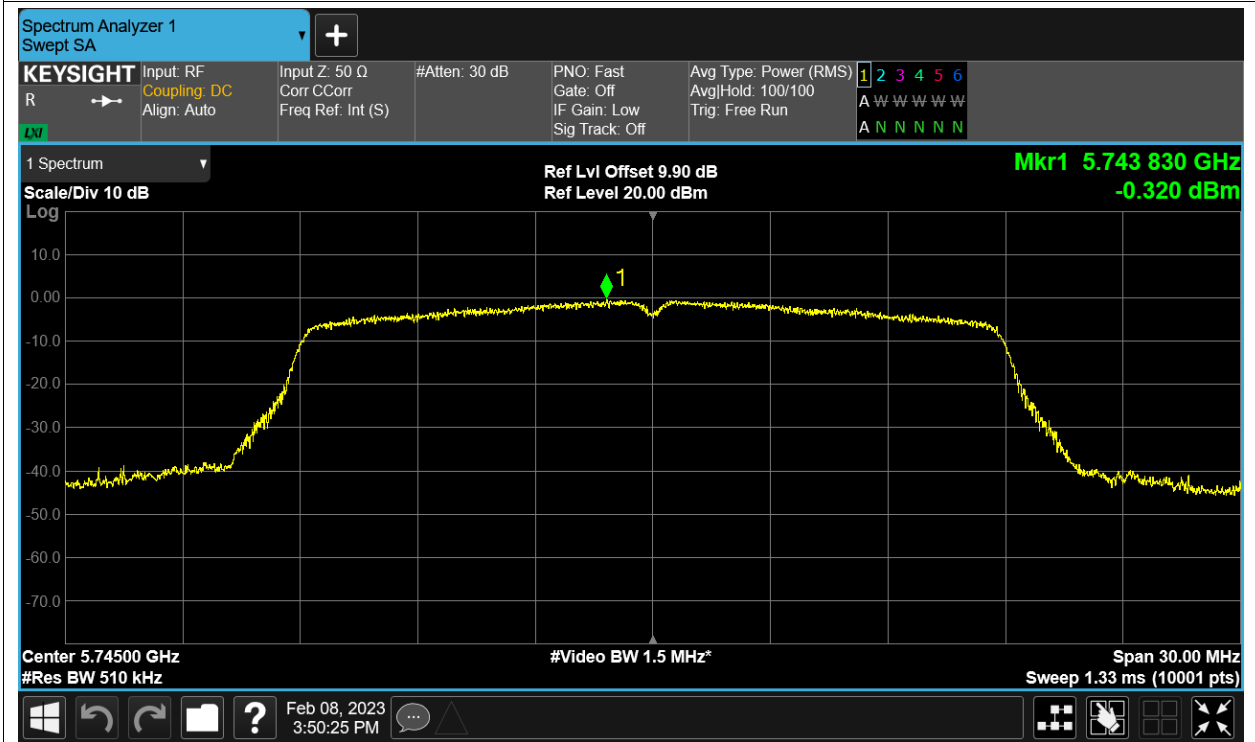 Spectrum Analyzer 1
Swept SA
+
KEYSIGHT
R
LXI
Input: RF
Coupling: DC
Align: Auto
Input Z: 50 Ω
Corr CCorr
Freq Ref: Int (S)
#Atten: 30 dB
PNO: Fast
Gate: Off
IF Gain: Low
Sig Track: Off
Avg Type: Power (RMS)
Avg|Hold: 100/100
Trig: Free Run
1 2 3 4 5 6
A W W W W W
A N N N N N
1 Spectrum
Scale/Div 10 dB
Log
Ref Lvl Offset 9.90 dB
Ref Level 20.00 dBm
Mkr1 5.743 830 GHz
-0.320 dBm
1
10.0
0.00
-10.0
-20.0
-30.0
-40.0
-50.0
-60.0
-70.0
Center 5.74500 GHz
#Res BW 510 kHz
#Video BW 1.5 MHz*
Span 30.00 MHz
Sweep 1.33 ms (10001 pts)
?
Feb 08, 2023
3:50:25 PM